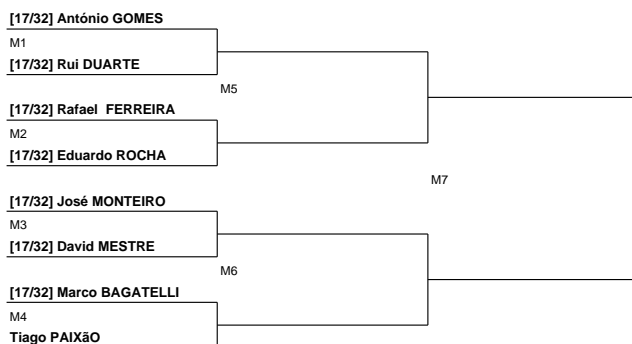 [17/32] António GOMES
M1
[17/32] Rui DUARTE
M5
[17/32] Rafael  FERREIRA
M2
[17/32] Eduardo ROCHA
M7
[17/32] José MONTEIRO
M3
[17/32] David MESTRE
M6
[17/32] Marco BAGATELLI
M4
Tiago PAIXãO